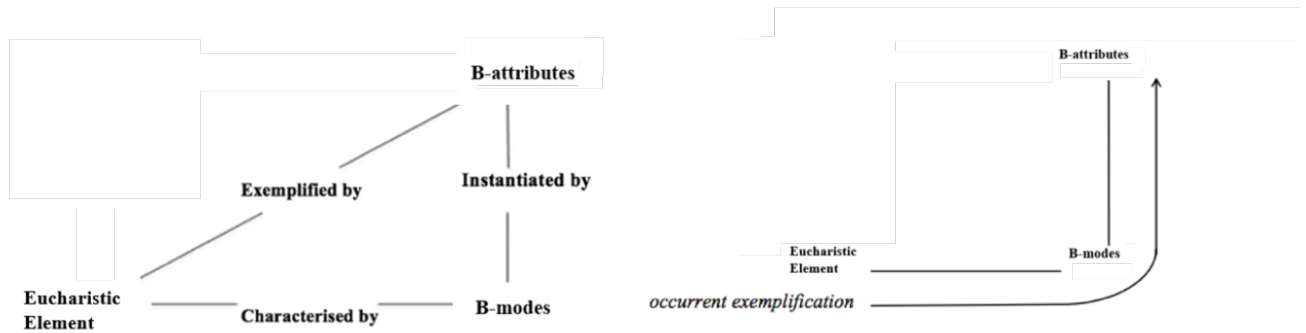 B-attributes
Exemplified by
Instantiated by
Eucharistic
Element
Characterised by
B-modes
B-attributes
Eucharistic
Element
B-modes
occurrent exemplification